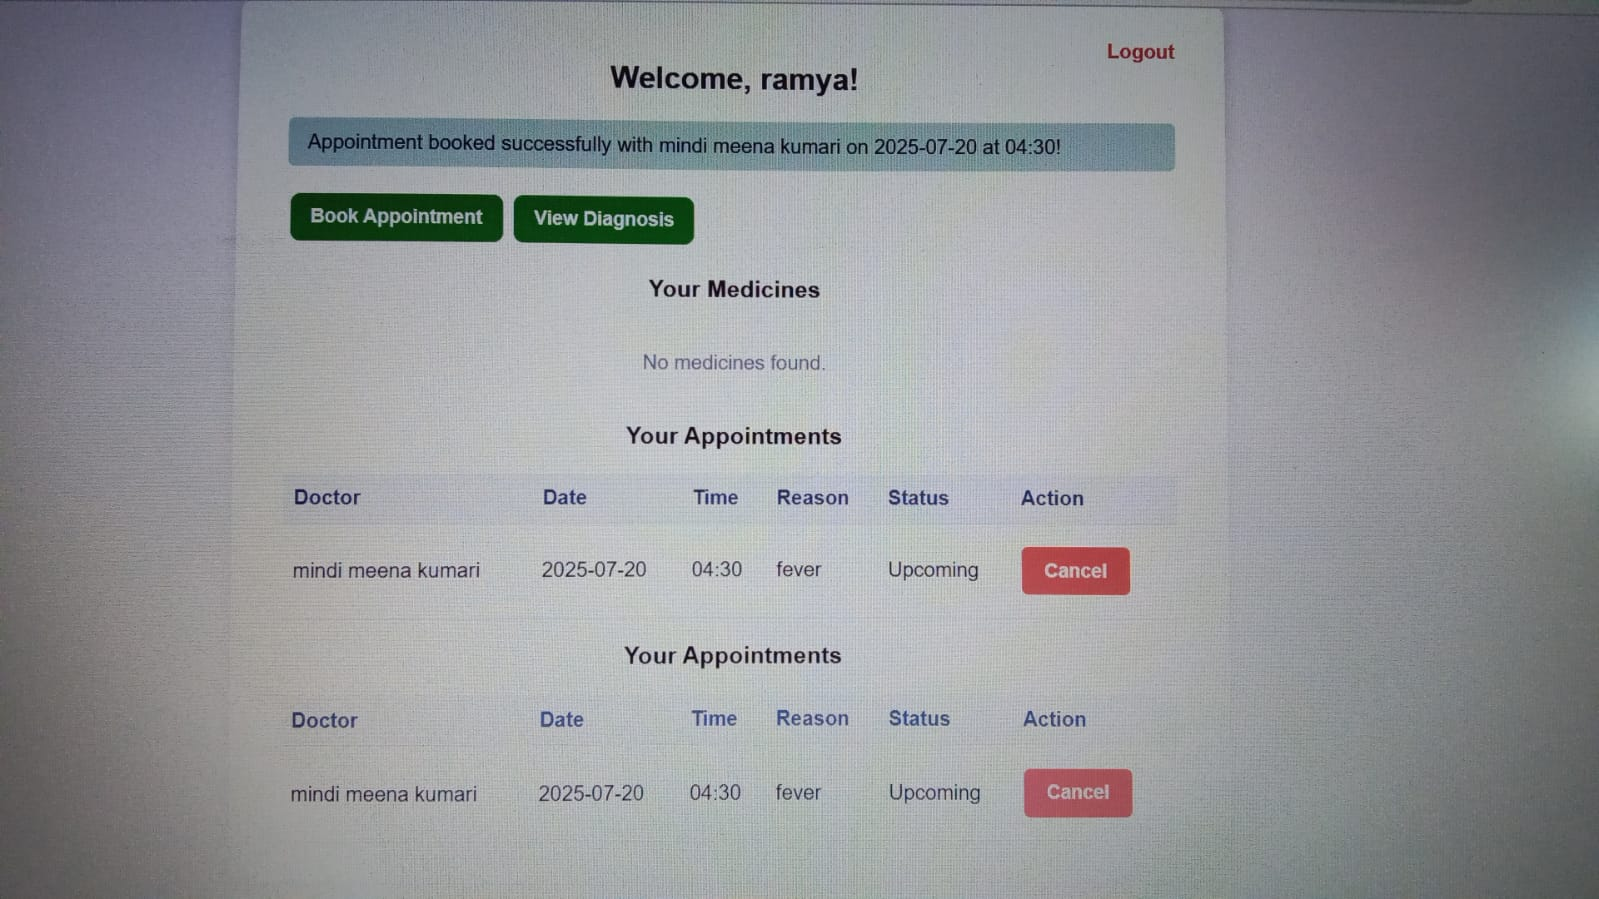 Logout
Welcome, ramya!
Appointment booked successfully with mindi meena kumari on 2025-07-20 at 04:30!
Book Appointment View Diagnosis
Your Medicines
No medicines found.
Your Appointments
Doctor Date Time Reason Status Action
mindi meena kumari 2025-07-20 04:30 fever Upcoming Cancel
Your Appointments
Doctor Date Time Reason Status Action
mindi meena kumari 2025-07-20 04:30 fever Upcoming Cancel